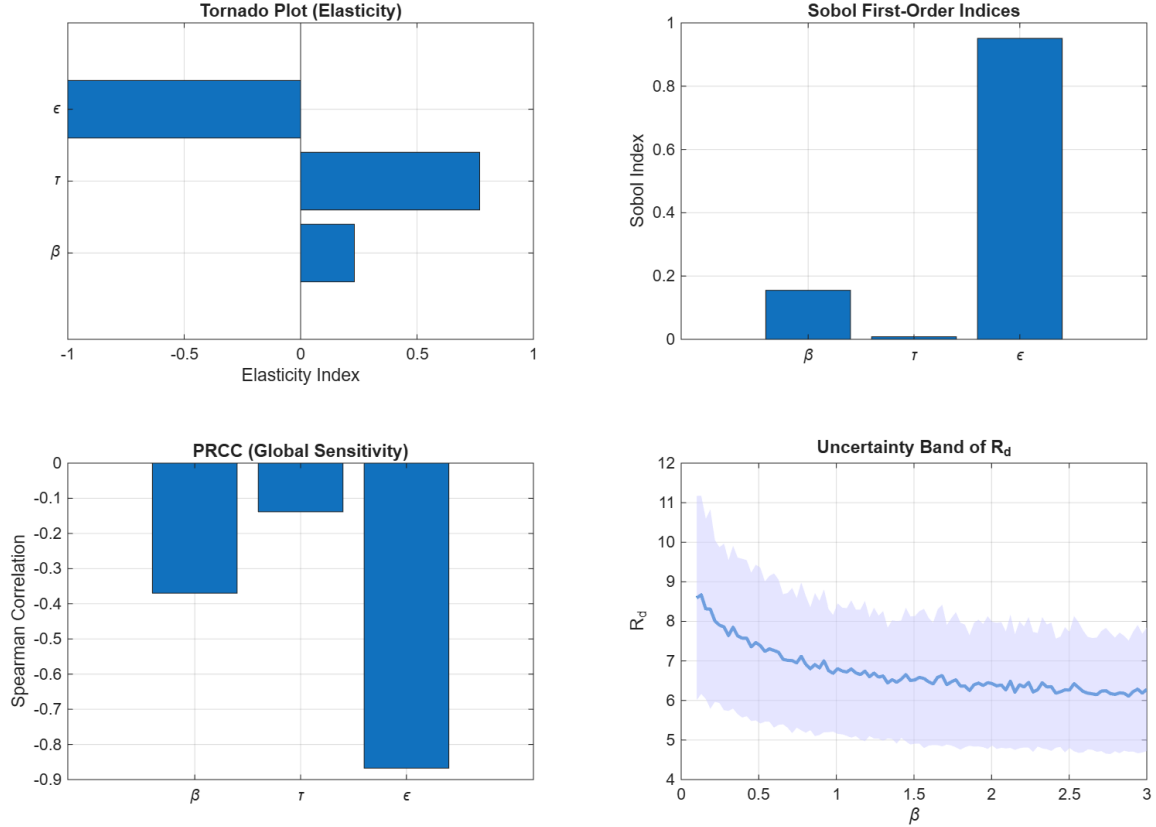 Tornado Plot (Elasticity)
ϵ
τ
β
-1
-0.5
0
0.5
1
Elasticity Index
Sobol First-Order Indices
Sobol Index
1
0.8
0.6
0.4
0.2
0
β
τ
ϵ
PRCC (Global Sensitivity)
Spearman Correlation
0
-0.1
-0.2
-0.3
-0.4
-0.5
-0.6
-0.7
-0.8
-0.9
β
τ
ϵ
Uncertainty Band of R_d
R_d
12
11
10
9
8
7
6
5
4
0
0.5
1
1.5
2
2.5
3
β